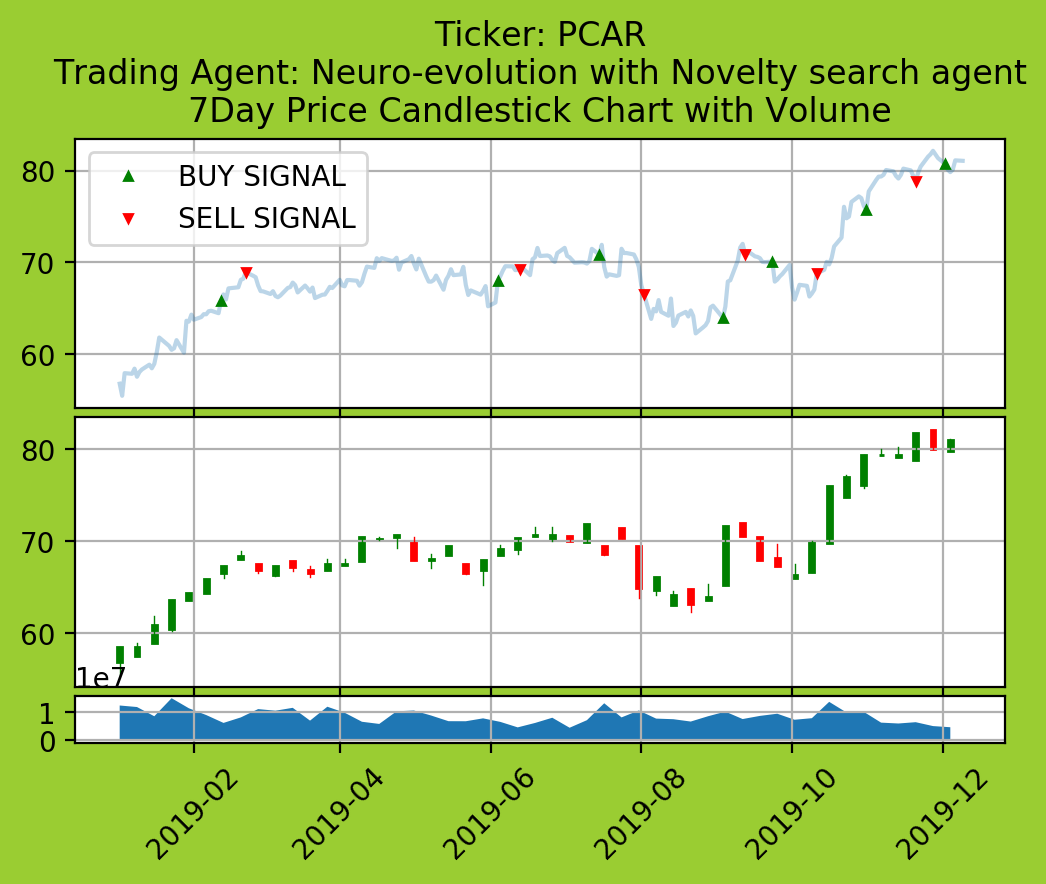 Ticker: PCAR
Trading Agent: Neuro-evolution with Novelty search agent
7Day Price Candlestick Chart with Volume
BUY SIGNAL
SELL SIGNAL
80
70
60
80
70
60
1e7
1
0
2019-02
2019-04
2019-06
2019-08
2019-10
2019-12